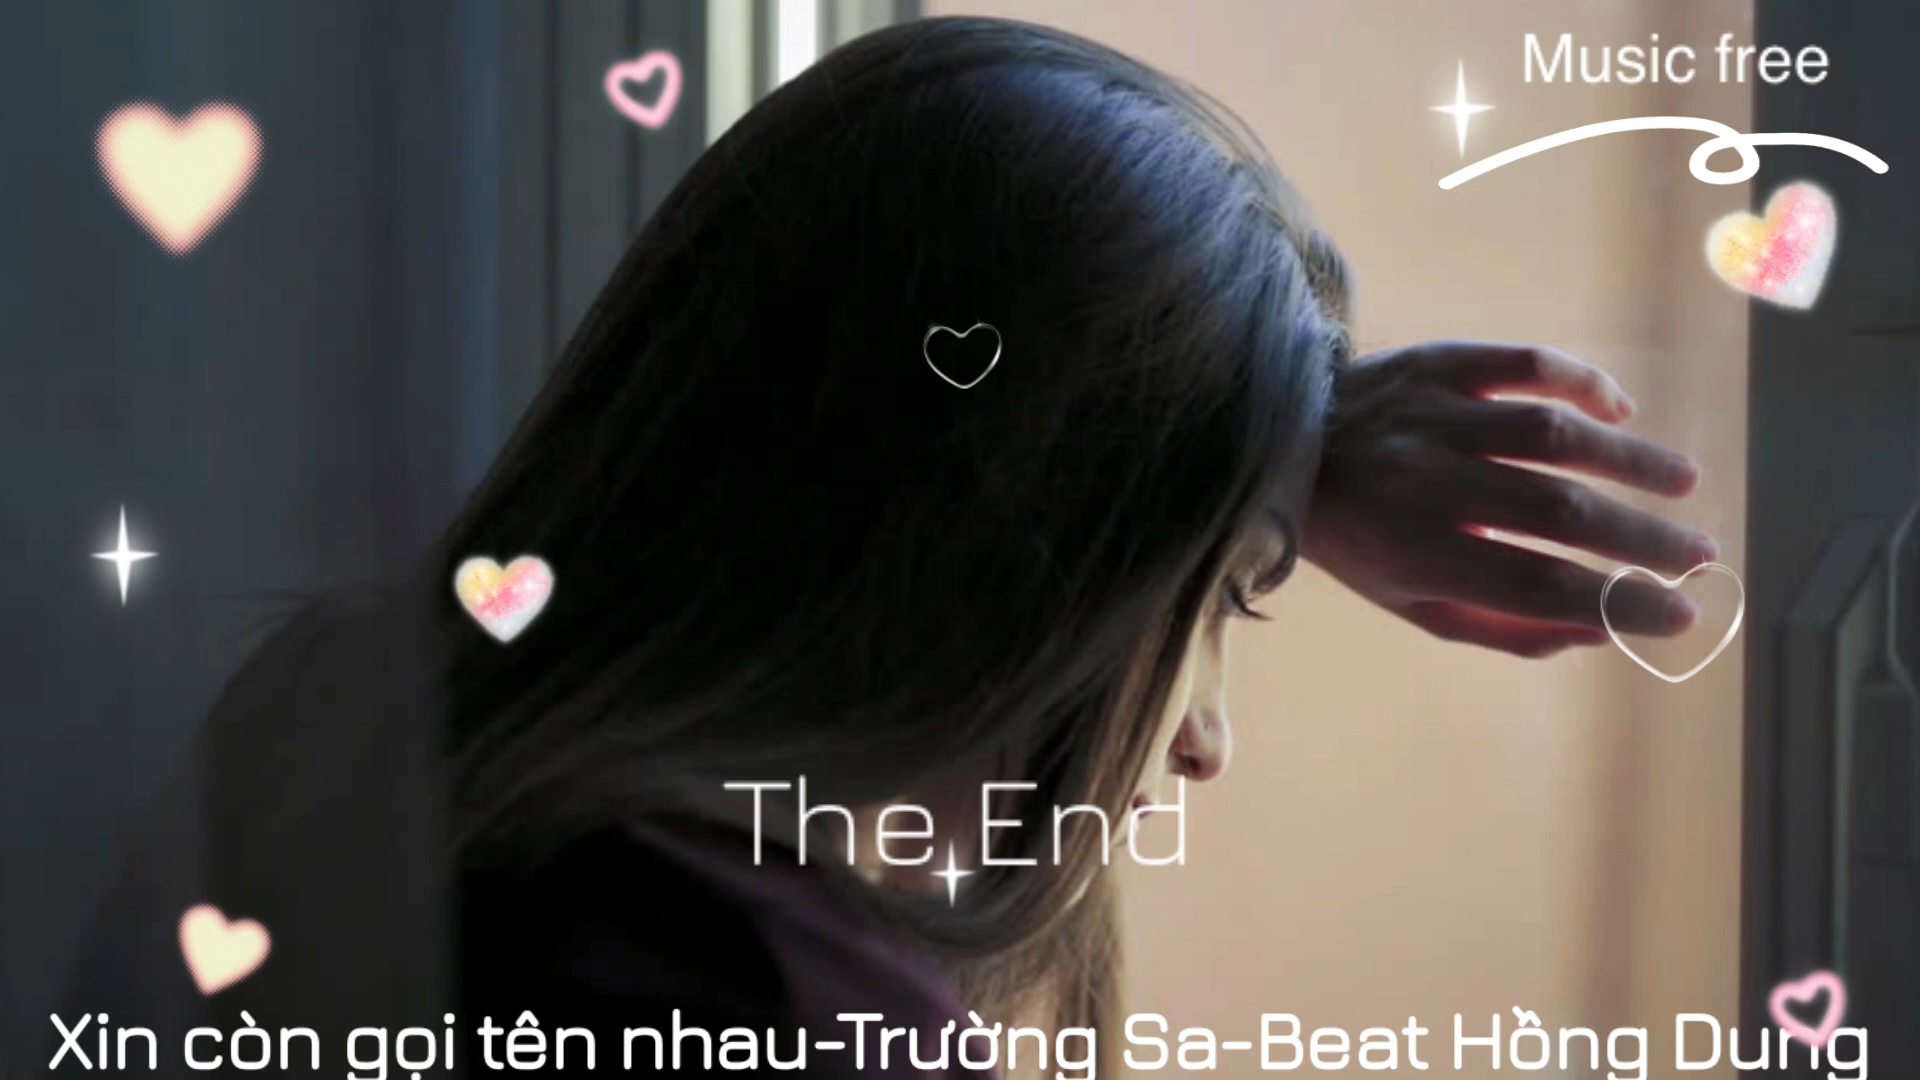 Music free
The End
Xin còn gọi tên nhau-Trường Sa-Beat Hồng Dung